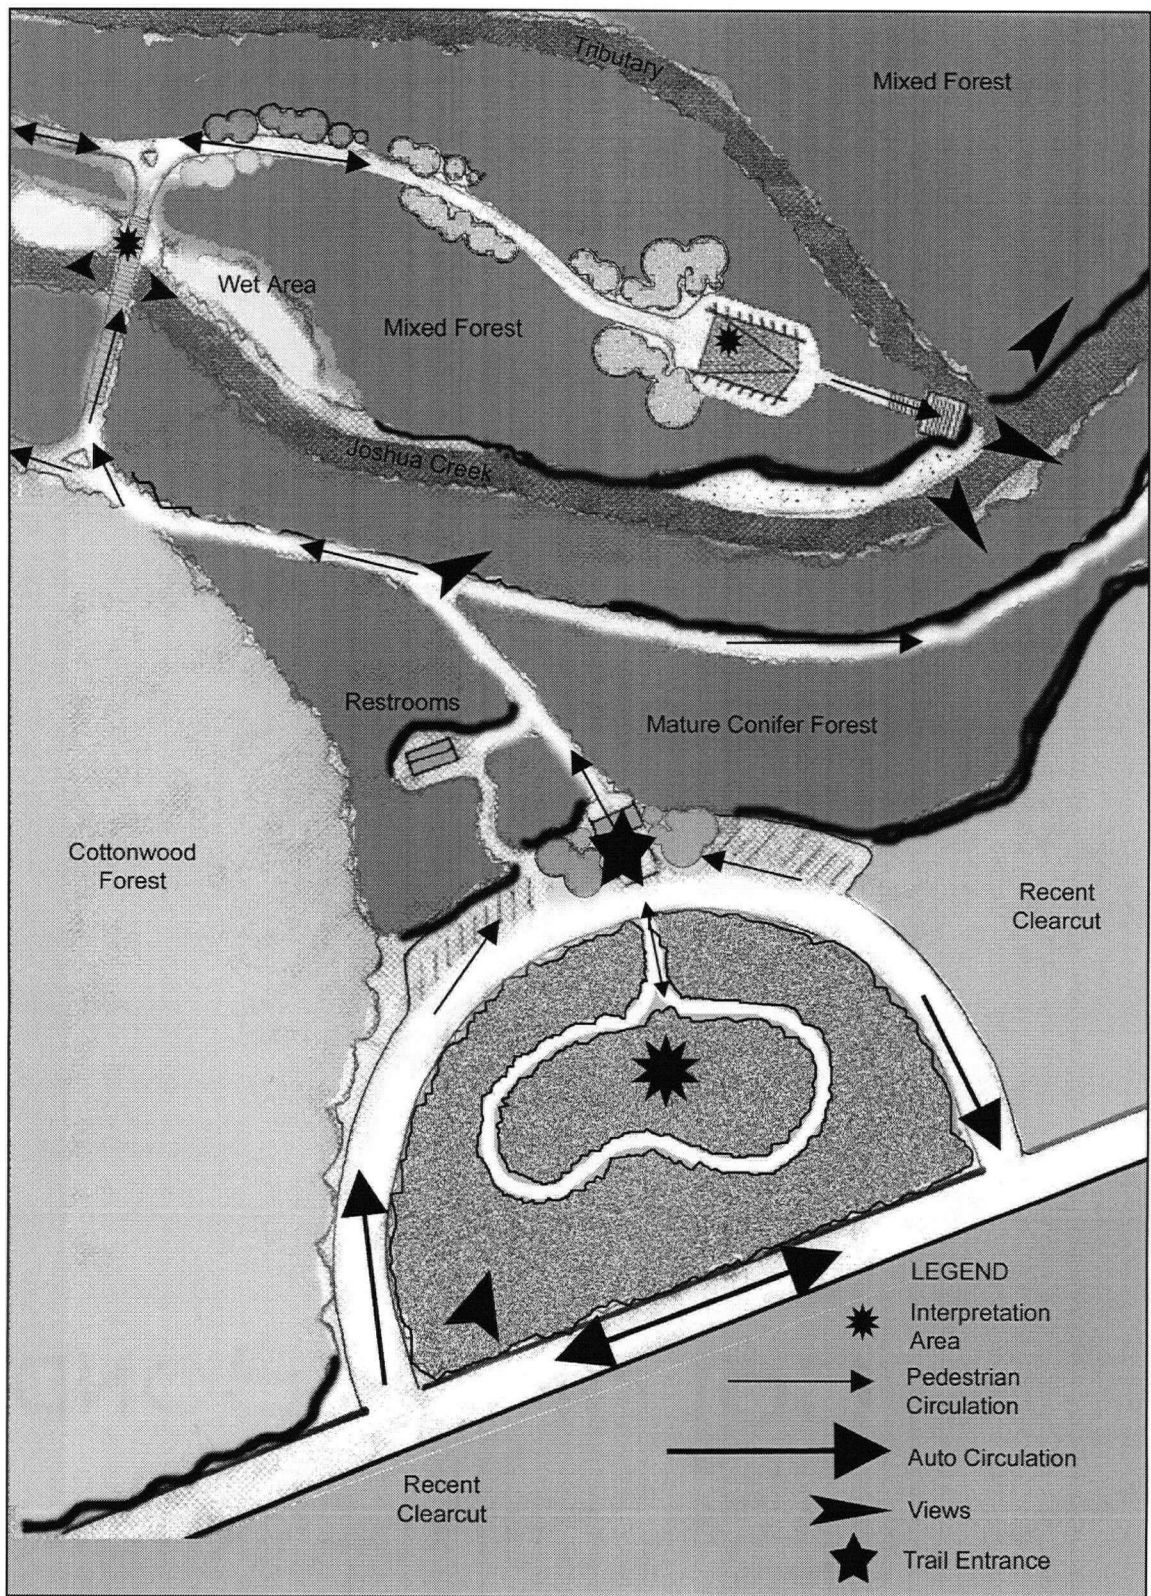 Tributary
Mixed Forest
Wet Area
Mixed Forest
Joshua Creek
Restrooms
Mature Conifer Forest
Cottonwood
Forest
Recent
Clearcut
LEGEND
Interpretation
Area
Pedestrian
Circulation
Auto Circulation
Views
Trail Entrance
Recent
Clearcut